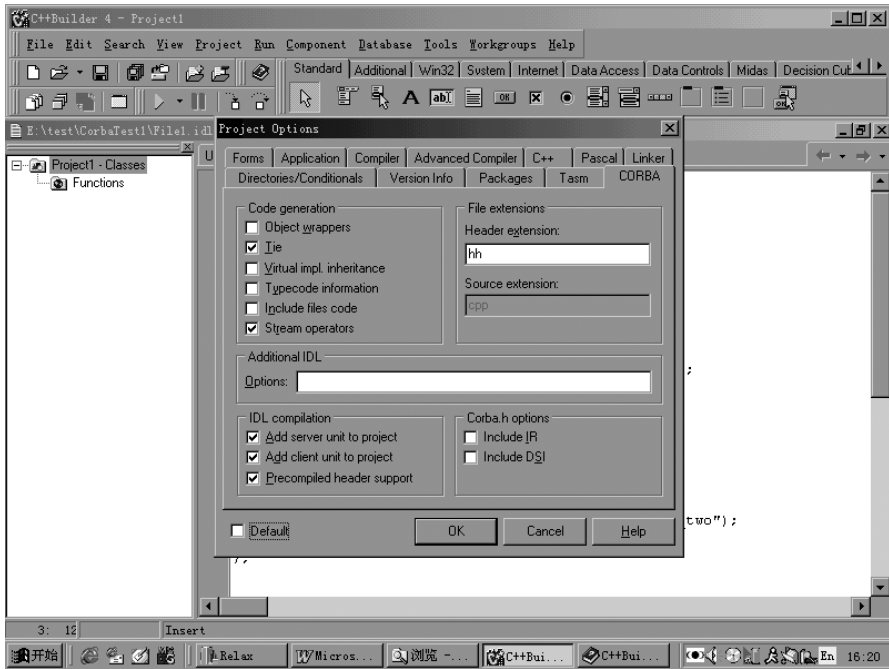 C++Builder 4 - Project1
File Edit Search View Project Run Component Database Tools Workgroups Help
Standard Additional Win32 System Internet Data Access Data Controls Midas Decision Cub
A abI OK
E:\test\CorbaTest1\File1.idl
Project1 - Classes
Functions
Project Options
Forms Application Compiler Advanced Compiler C++ Pascal Linker
Directories/Conditionals Version Info Packages Tasm CORBA
Code generation
Object wrappers
Tie
Virtual impl. inheritance
Typecode information
Include files code
Stream operators
File extensions
Header extension:
hh
Source extension:
cpp
Additional IDL
Options:
IDL compilation
Add server unit to project
Add client unit to project
Precompiled header support
Corba.h options
Include IR
Include DSI
Default
OK Cancel Help
;
two");
};
3: 12 Insert
开始 Relax Micros... 浏览 -... C++Bui... C++Bui... En 16:20